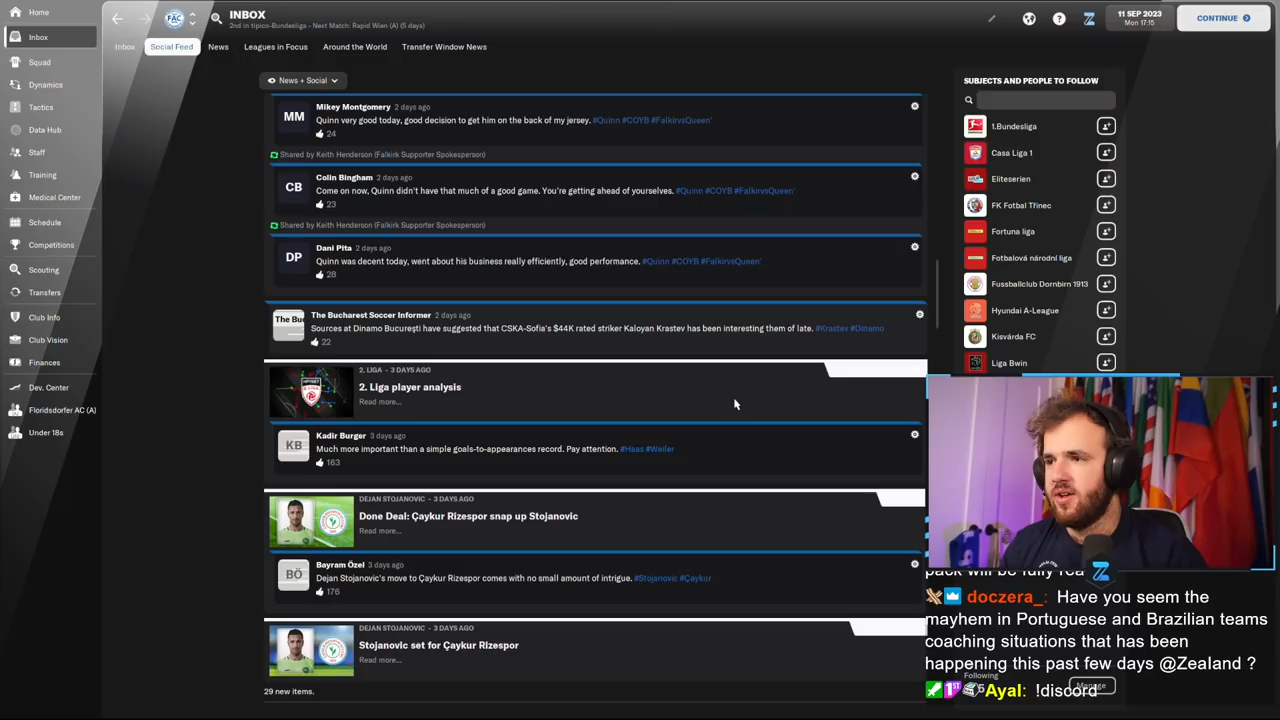 Home
Inbox
Squad
Dynamics
Tactics
Data Hub
Staff
Training
Medical Center
Schedule
Competitions
Scouting
Transfers
Club Info
Club Vision
Finances
Dev. Center
Floridsdorfer AC (A)
Under 18s
FAC
INBOX
2nd in tipico-Bundesliga - Next Match: Rapid Wien (A) (5 days)
11 SEP 2023
Mon 17:15
CONTINUE
Inbox
Social Feed
News
Leagues in Focus
Around the World
Transfer Window News
News + Social
MM
Mikey Montgomery 2 days ago
Quinn very good today, good decision to get him on the back of my jersey. #Quinn #COYB #FalkirvsQueen'
24
Shared by Keith Henderson (Falkirk Supporter Spokesperson)
CB
Colin Bingham 2 days ago
Come on now, Quinn didn't have that much of a good game. You're getting ahead of yourselves. #Quinn #COYB #FalkirvsQueen'
23
Shared by Keith Henderson (Falkirk Supporter Spokesperson)
DP
Dani Pita 2 days ago
Quinn was decent today, went about his business really efficiently, good performance. #Quinn #COYB #FalkirvsQueen'
28
The Buc
The Bucharest Soccer Informer 2 days ago
Sources at Dinamo Bucureşti have suggested that CSKA-Sofia's $44K rated striker Kaloyan Krastev has been interesting them of late. #Krastev #Dinamo
22
2. LIGA - 3 DAYS AGO
2. Liga player analysis
Read more...
KB
Kadir Burger 3 days ago
Much more important than a simple goals-to-appearances record. Pay attention. #Haas #Weiler
163
DEJAN STOJANOVIC - 3 DAYS AGO
Done Deal: Çaykur Rizespor snap up Stojanovic
Read more...
BÖ
Bayram Özel 3 days ago
Dejan Stojanovic's move to Çaykur Rizespor comes with no small amount of intrigue. #Stojanovic #Çaykur
176
DEJAN STOJANOVIC - 3 DAYS AGO
Stojanovic set for Çaykur Rizespor
Read more...
29 new items.
SUBJECTS AND PEOPLE TO FOLLOW
1.Bundesliga
Casa Liga 1
Eliteserien
FK Fotbal Třinec
Fortuna liga
Fotbalová národní liga
Fussballclub Dornbirn 1913
Hyundai A-League
Kisvárda FC
Liga Bwin
pack will be fully rea
doczera_: Have you seem the
mayhem in Portuguese and Brazilian teams
coaching situations that has been
happening this past few days @Zealand ?
Following
Manage
Ayal: !discord